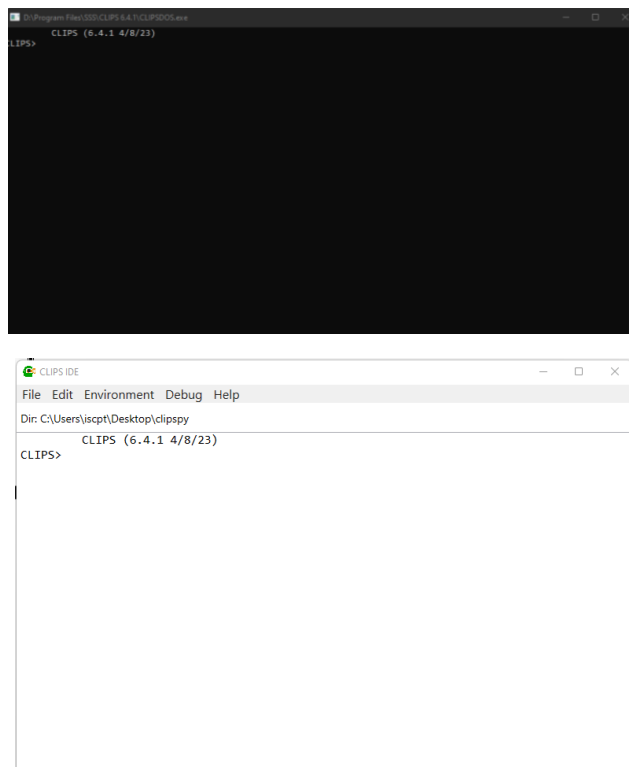 D:\Program Files\SSS\CLIPS 6.4.1\CLIPSDOS.exe
CLIPS (6.4.1 4/8/23)
CLIPS>
CLIPS IDE
File Edit Environment Debug Help
Dir: C:\Users\iscpt\Desktop\clipspy
CLIPS (6.4.1 4/8/23)
CLIPS>